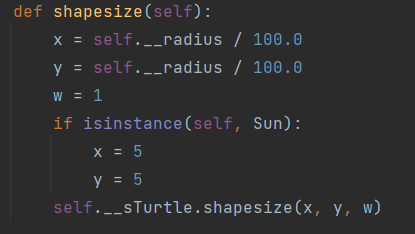 def shapesize(self):
    x = self.__radius / 100.0
    y = self.__radius / 100.0
    w = 1
    if isinstance(self, Sun):
        x = 5
        y = 5
    self.__sTurtle.shapesize(x, y, w)